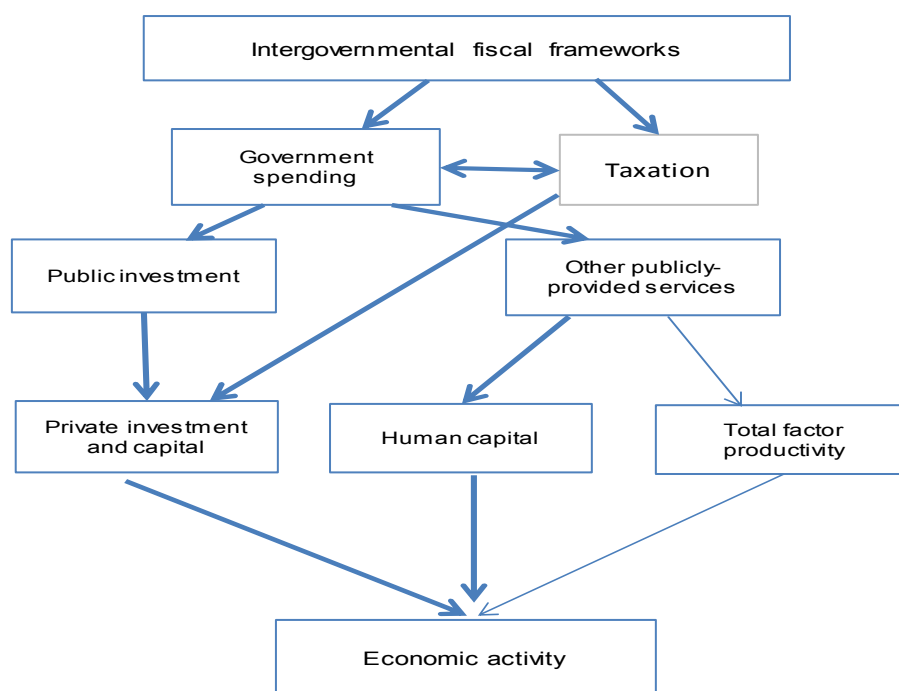 Intergovernmental fiscal frameworks
Government
spending
Taxation
Public investment
Other publicly-
provided services
Private investment
and capital
Human capital
Total factor
productivity
Economic activity